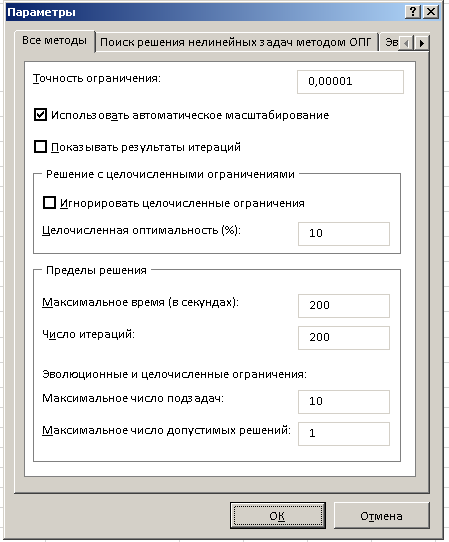 Параметры
Все методы Поиск решения нелинейных задач методом ОПГ Эв
Точность ограничения: 0,00001
Использовать автоматическое масштабирование
Показывать результаты итераций
Решение с целочисленными ограничениями
Игнорировать целочисленные ограничения
Целочисленная оптимальность (%): 10
Пределы решения
Максимальное время (в секундах): 200
Число итераций: 200
Эволюционные и целочисленные ограничения:
Максимальное число подзадач: 10
Максимальное число допустимых решений: 1
ОК Отмена